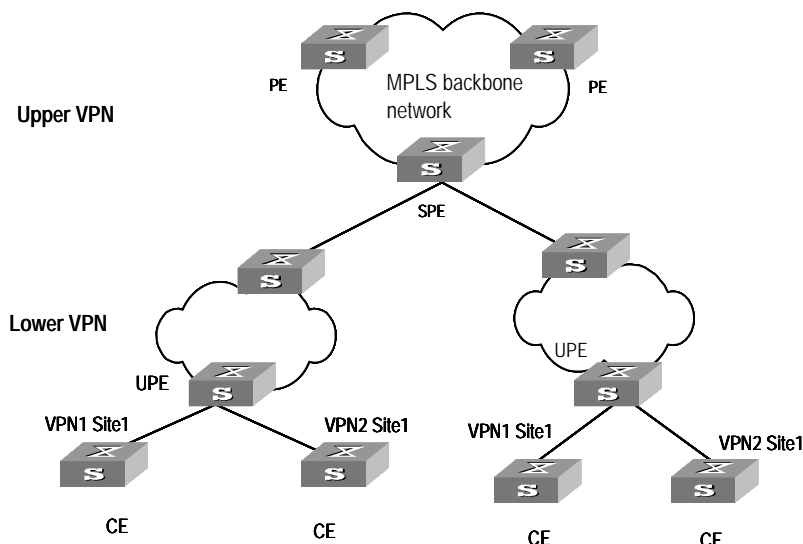 S
S
PE
MPLS backbone
network
PE
Upper VPN
S
SPE
S
S
Lower VPN
UPE
UPE
S
S
VPN1 Site1
VPN2 Site1
VPN1 Site1
VPN2 Site1
S
S
S
S
CE
CE
CE
CE